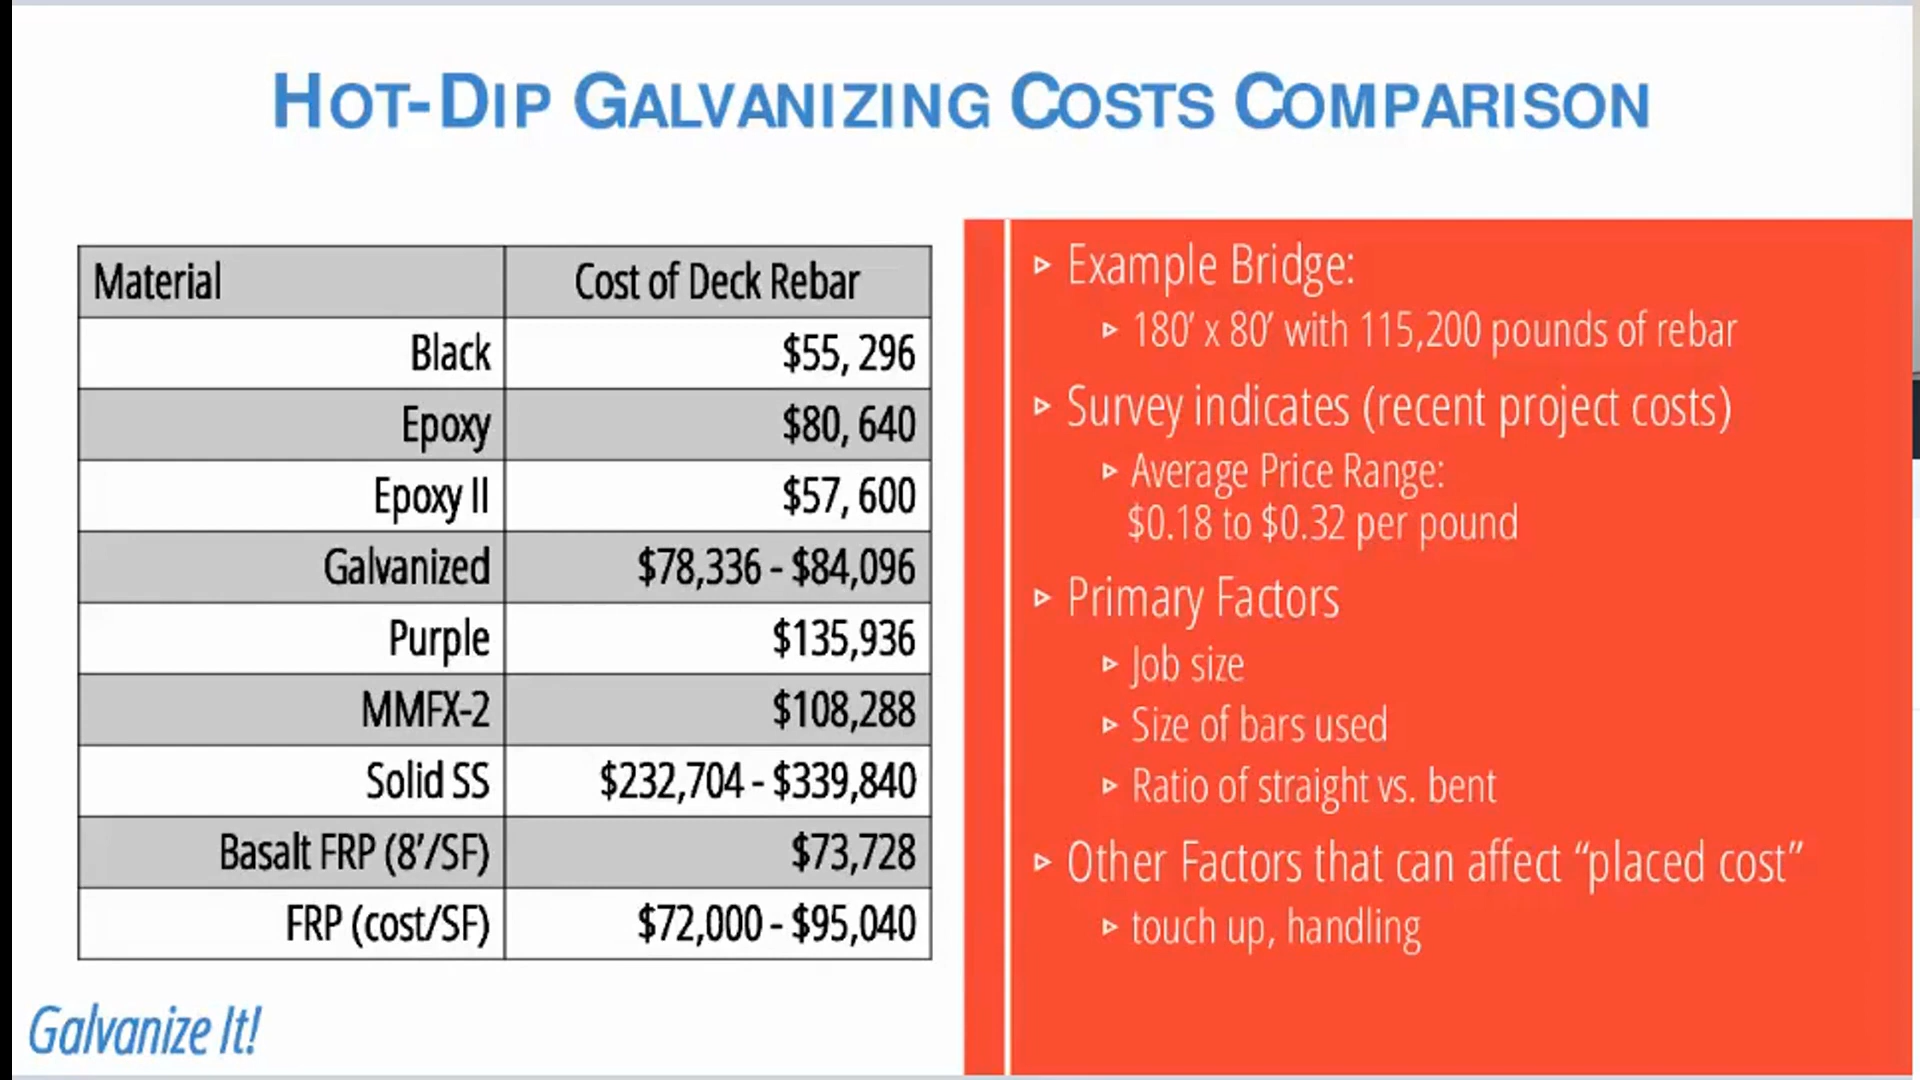 HOT-DIP GALVANIZING COSTS COMPARISON
Material Cost of Deck Rebar
Black $55, 296
Epoxy $80, 640
Epoxy II $57, 600
Galvanized $78,336 - $84,096
Purple $135,936
MMFX-2 $108,288
Solid SS $232,704 - $339,840
Basalt FRP (8'/SF) $73,728
FRP (cost/SF) $72,000 - $95,040
Example Bridge:
180' x 80' with 115,200 pounds of rebar
Survey indicates (recent project costs)
Average Price Range:
$0.18 to $0.32 per pound
Primary Factors
Job size
Size of bars used
Ratio of straight vs. bent
Other Factors that can affect “placed cost”
touch up, handling
Galvanize It!